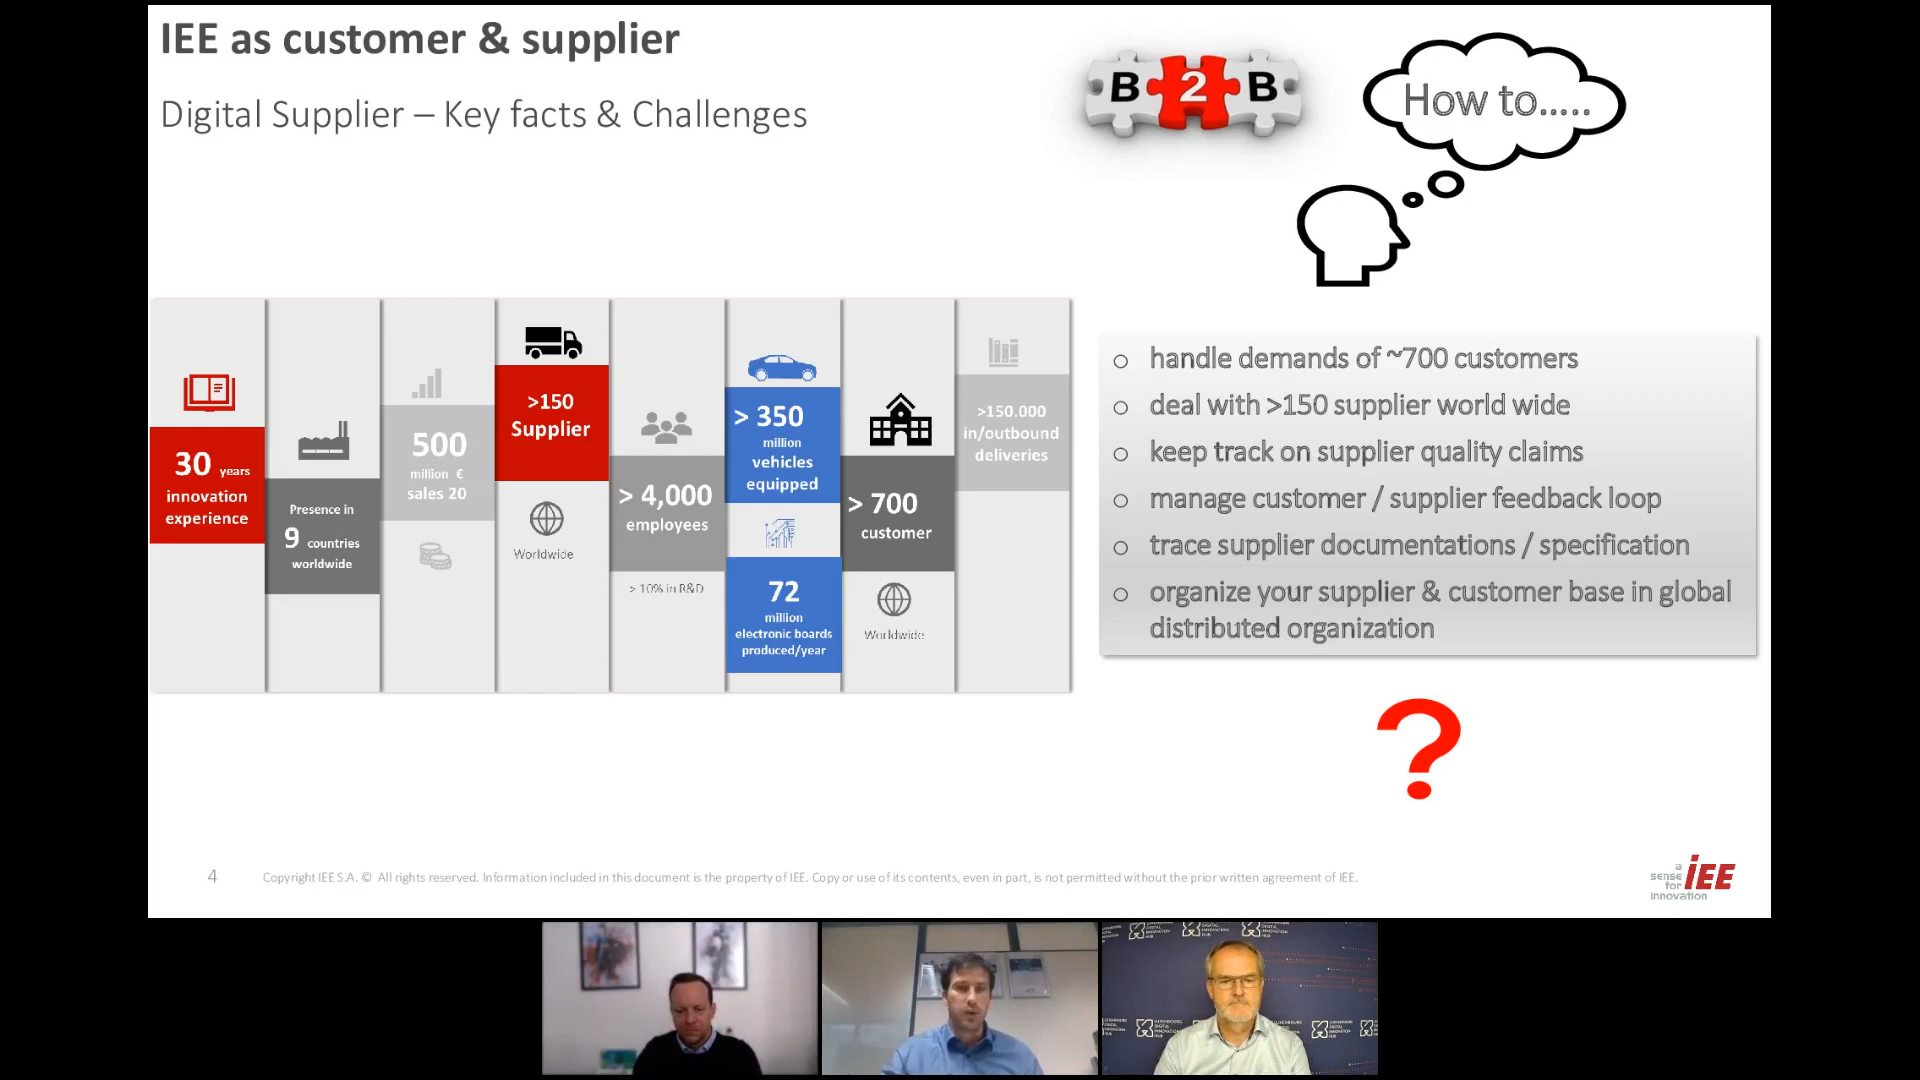 IEE as customer & supplier
Digital Supplier – Key facts & Challenges
B 2 B
How to.....
30 years
innovation
experience
Presence in
9 countries
worldwide
500
million €
sales 20
>150
Supplier
Worldwide
> 4,000
employees
> 10% in R&D
> 350
million
vehicles
equipped
72
million
electronic boards
produced/year
> 700
customer
Worldwide
>150.000
in/outbound
deliveries
o handle demands of ~700 customers
o deal with >150 supplier world wide
o keep track on supplier quality claims
o manage customer / supplier feedback loop
o trace supplier documentations / specification
o organize your supplier & customer base in global
distributed organization
?
4
Copyright IEE S.A. © All rights reserved. Information included in this document is the property of IEE. Copy or use of its contents, even in part, is not permitted without the prior written agreement of IEE.
a
sense
for
innovation
iEE
LUXEMBOURG
DIGITAL
INNOVATION
HUB